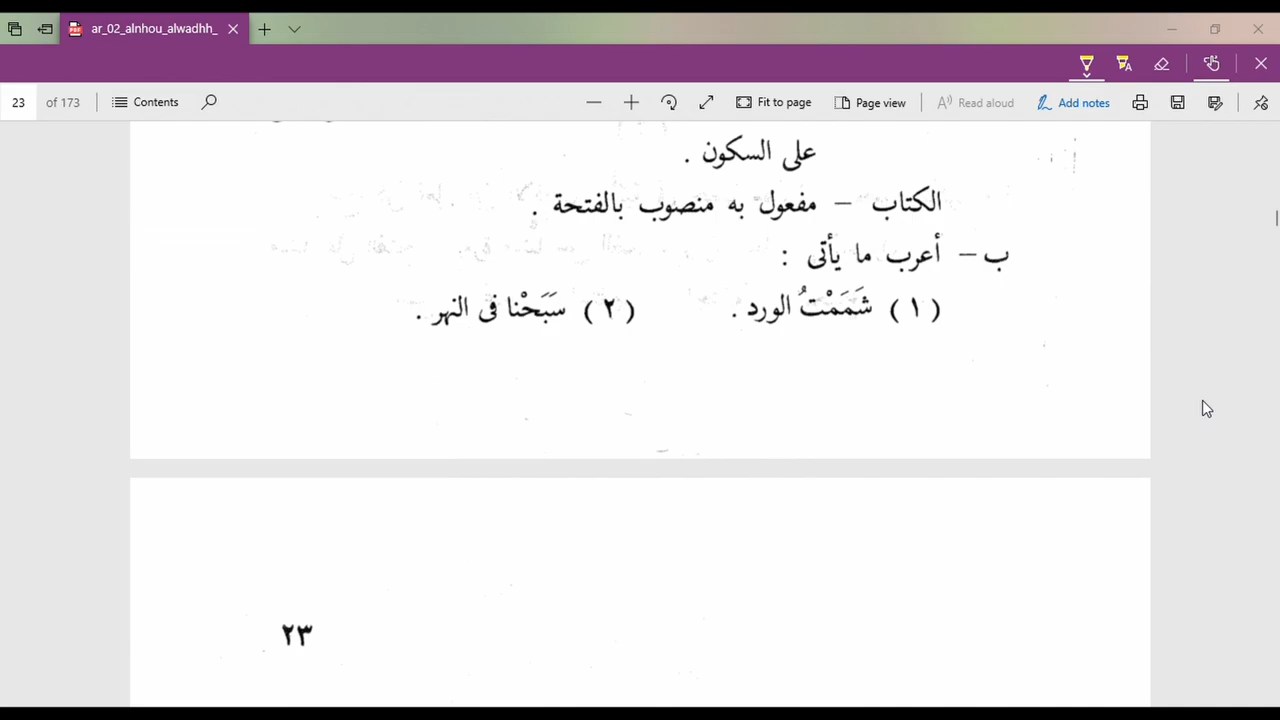 ar_02_alnhou_alwadhh_
23 of 173 Contents Fit to page Page view Read aloud Add notes
على السكون .
الكتاب – مفعول به منصوب بالفتحة .
ب – أعرب ما يأتى :
( ١ ) شَمَمْتُ الورد . ( ٢ ) سَبَحْنا فى النهر .
٢٣